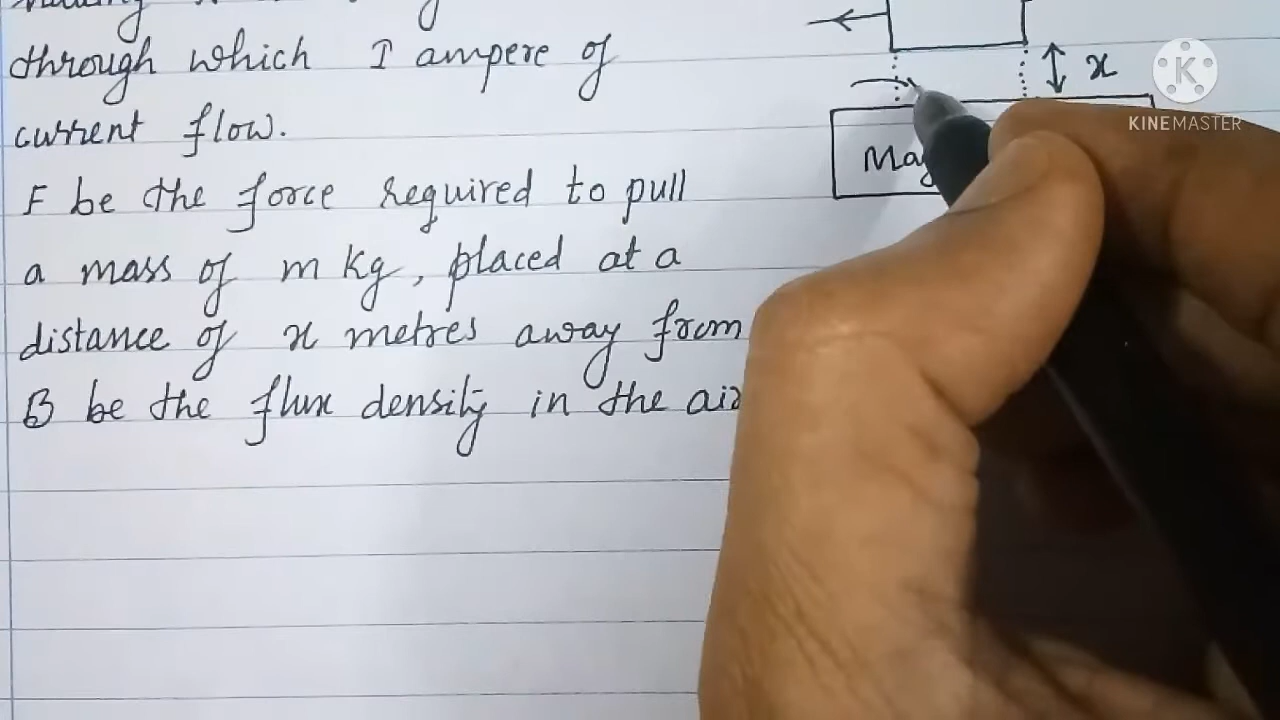 through which I ampere of
current flow.
F be the force required to pull
a mass of m kg, placed at a
distance of x metres away from
B be the flux density in the air
x
K
KINEMASTER